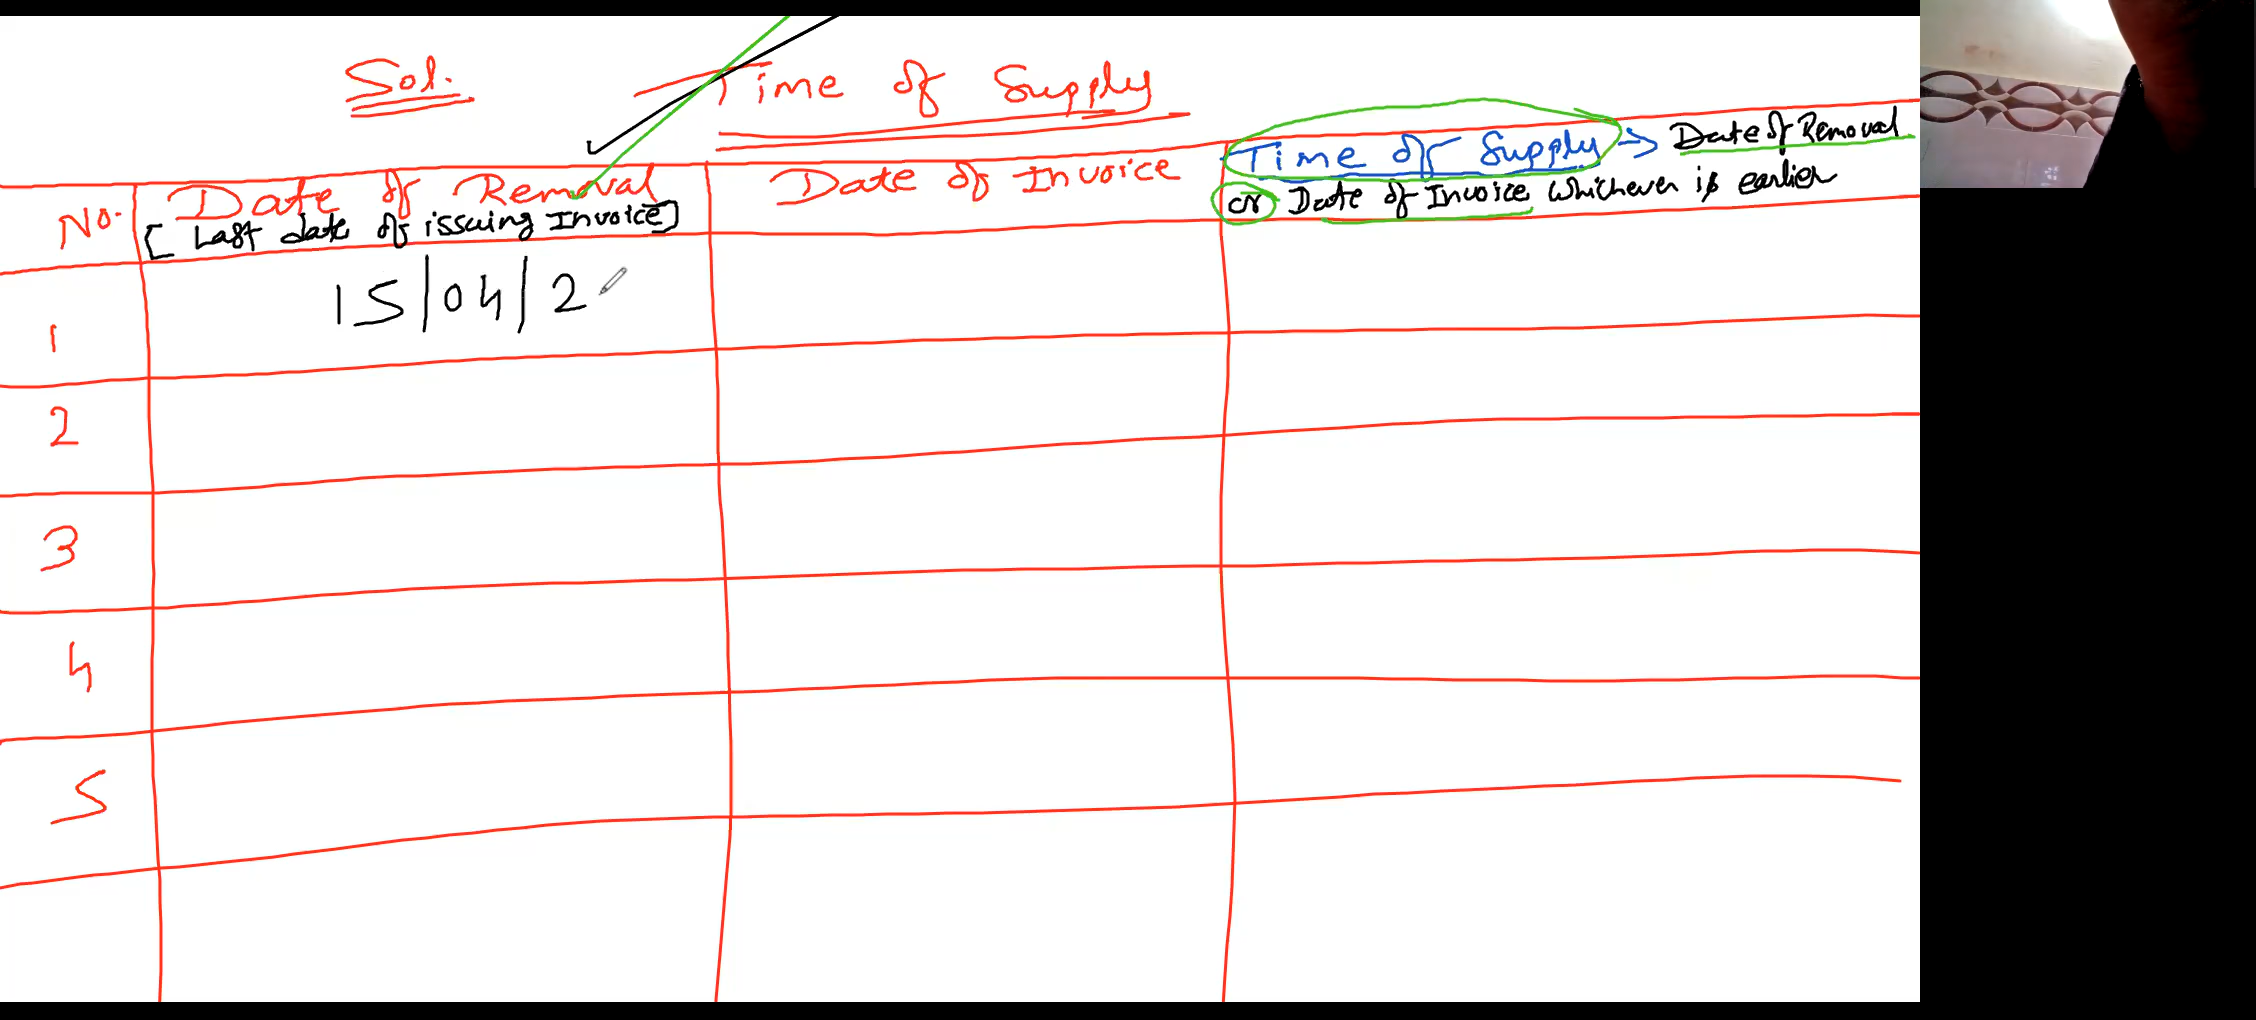 Sol. Time of Supply
No. Date of Removal Date of Invoice Time of Supply → Date of Removal
[Last date of issuing Invoice] or Date of Invoice whichever is earlier
1 15/04/2
2
3
4
5